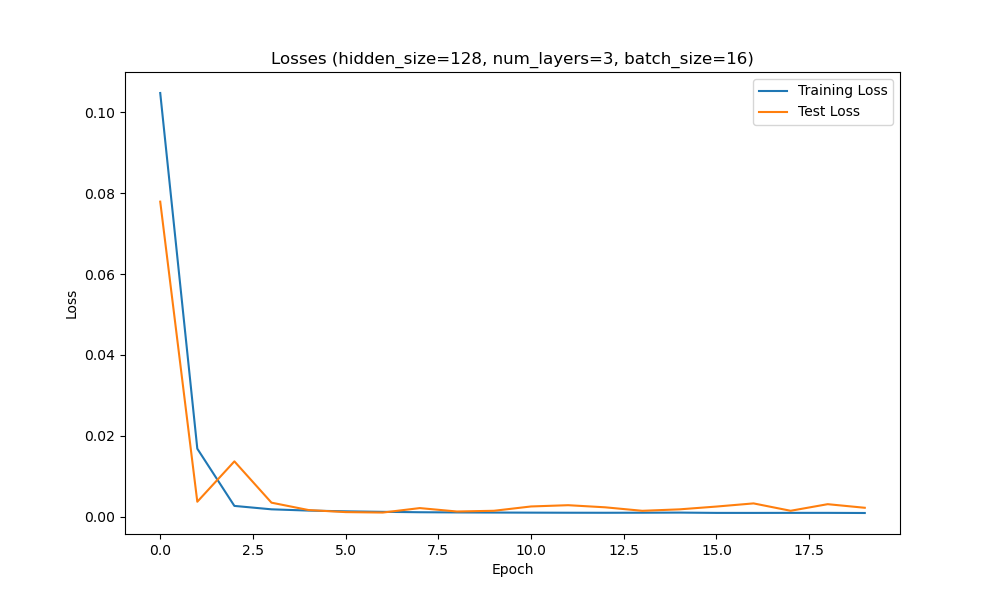 Losses (hidden_size=128, num_layers=3, batch_size=16)
Training Loss
Test Loss
0.10
0.08
0.06
0.04
0.02
0.00
Loss
0.0 2.5 5.0 7.5 10.0 12.5 15.0 17.5
Epoch